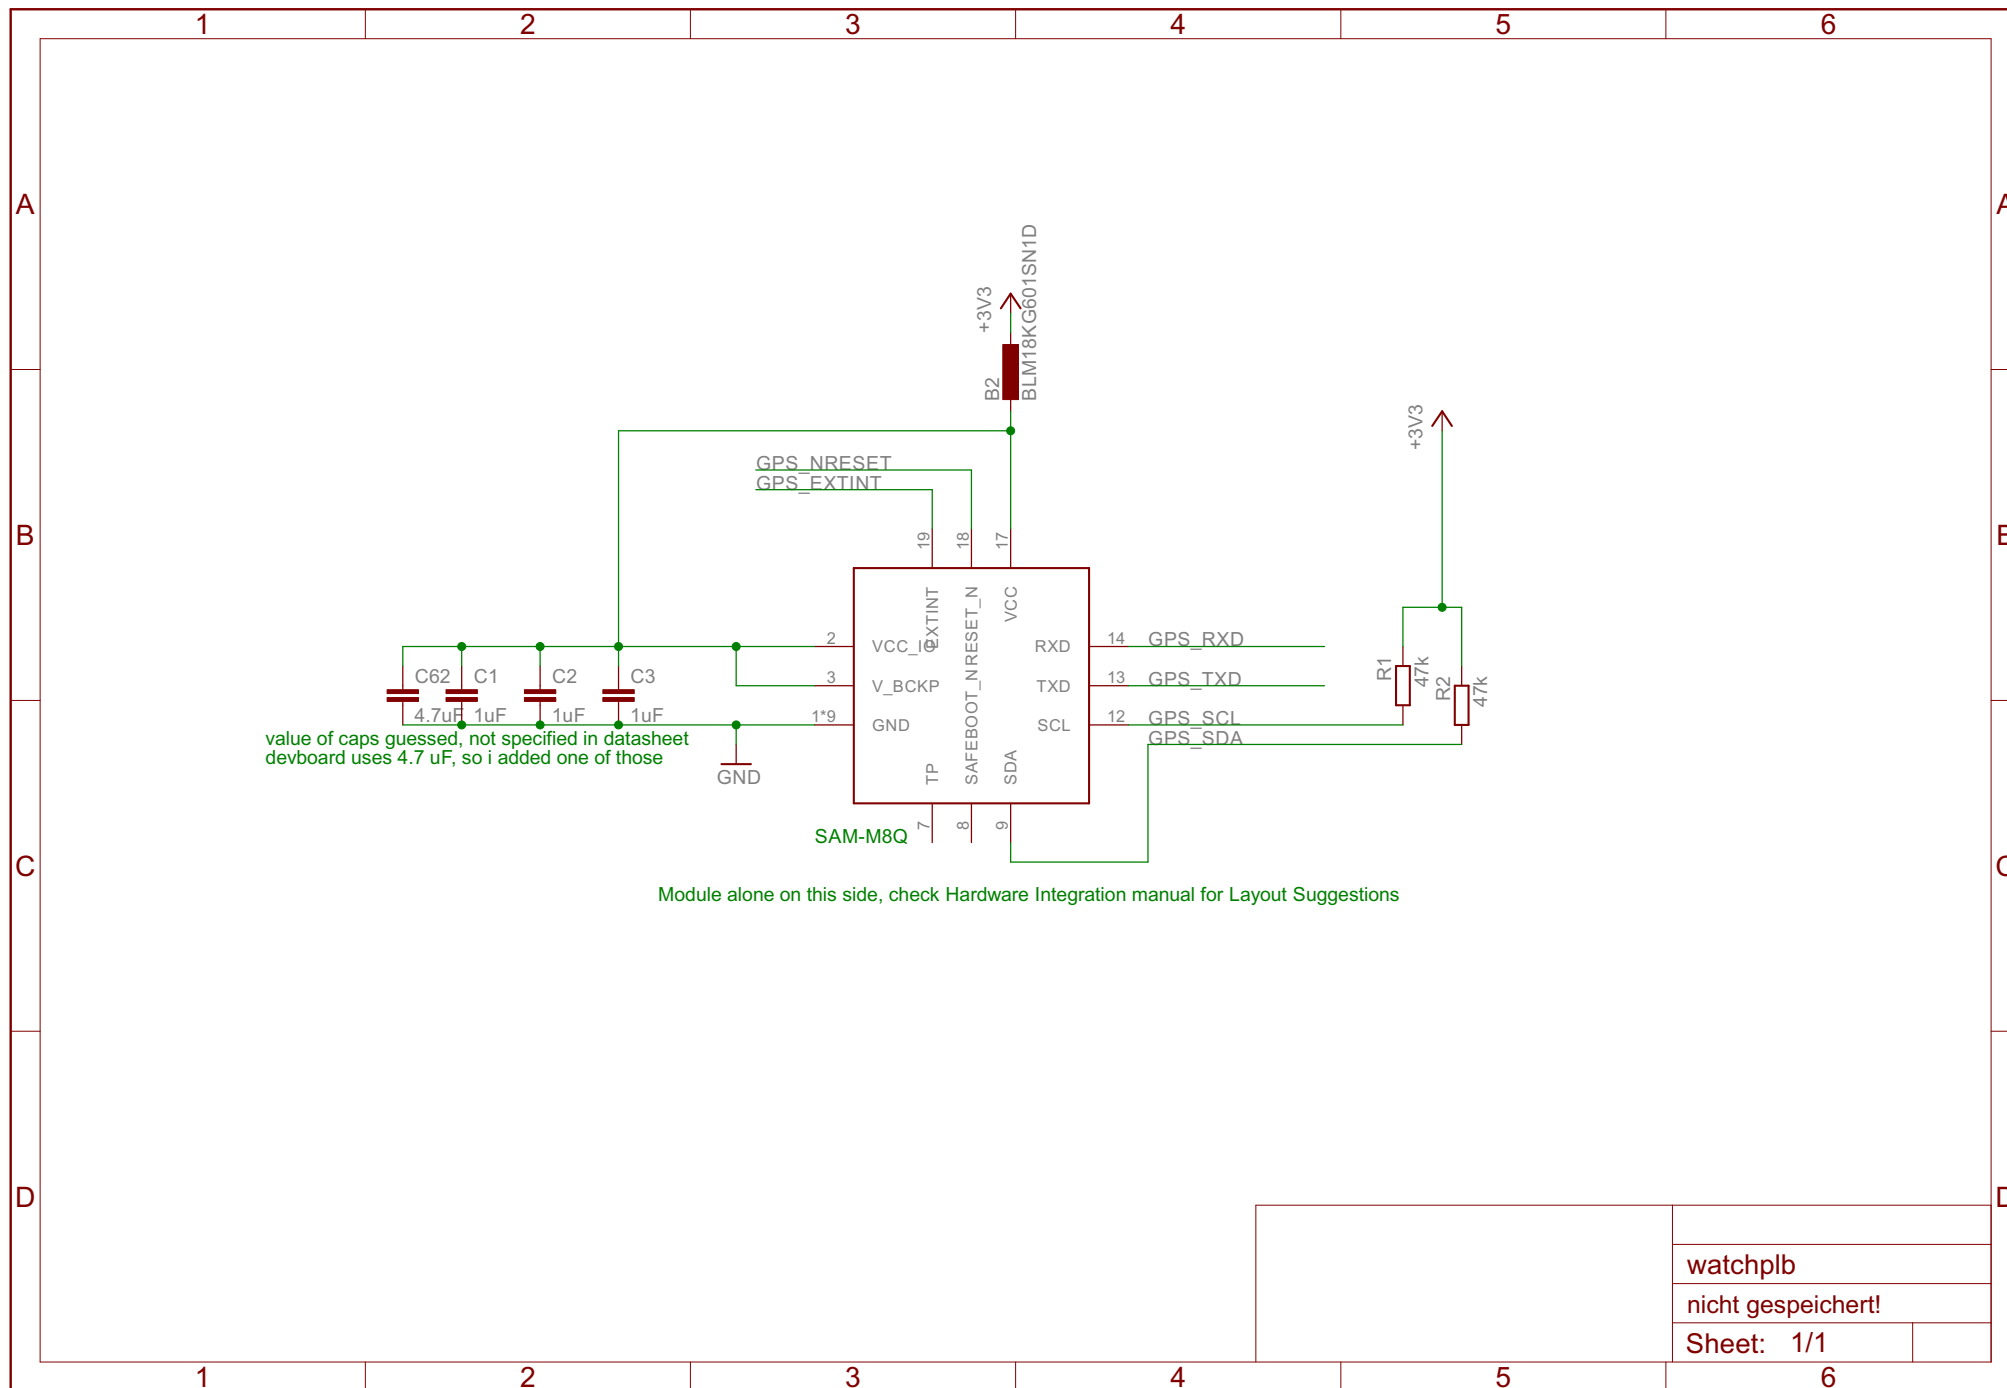 1 2 3 4 5 6
A A
+3V3
BLM18KG601SN1D
B2
+3V3
GPS_NRESET
GPS_EXTINT
B B
19 18 17
EXTINT
SAFEBOOT_N
RESET_N
VCC
2 VCC_IO
RXD 14 GPS_RXD
3 V_BCKP
TXD 13 GPS_TXD
1*9 GND
SCL 12 GPS_SCL
GPS_SDA
TP
SDA
C62 C1 C2 C3
4.7uF 1uF 1uF 1uF
R1 47k
R2 47k
value of caps guessed, not specified in datasheet
devboard uses 4.7 uF, so i added one of those
GND
7 8 9
SAM-M8Q
C C
Module alone on this side, check Hardware Integration manual for Layout Suggestions
D D
watchplb
nicht gespeichert!
Sheet: 1/1
1 2 3 4 5 6